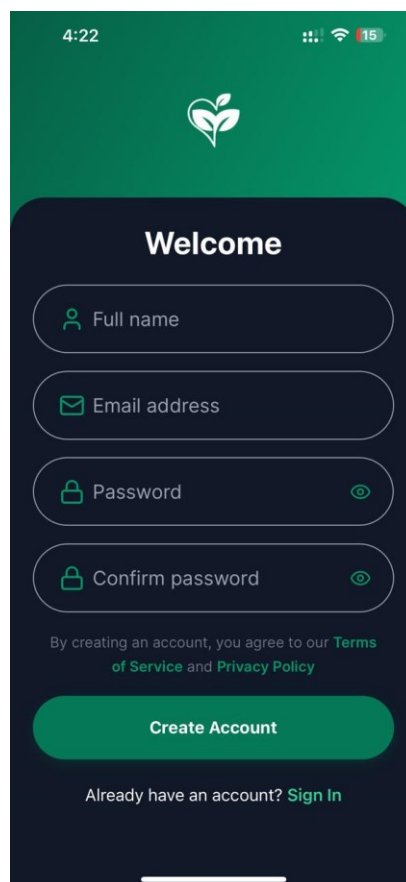 4:22
15
Welcome
Full name
Email address
Password
Confirm password
By creating an account, you agree to our Terms
of Service and Privacy Policy
Create Account
Already have an account? Sign In